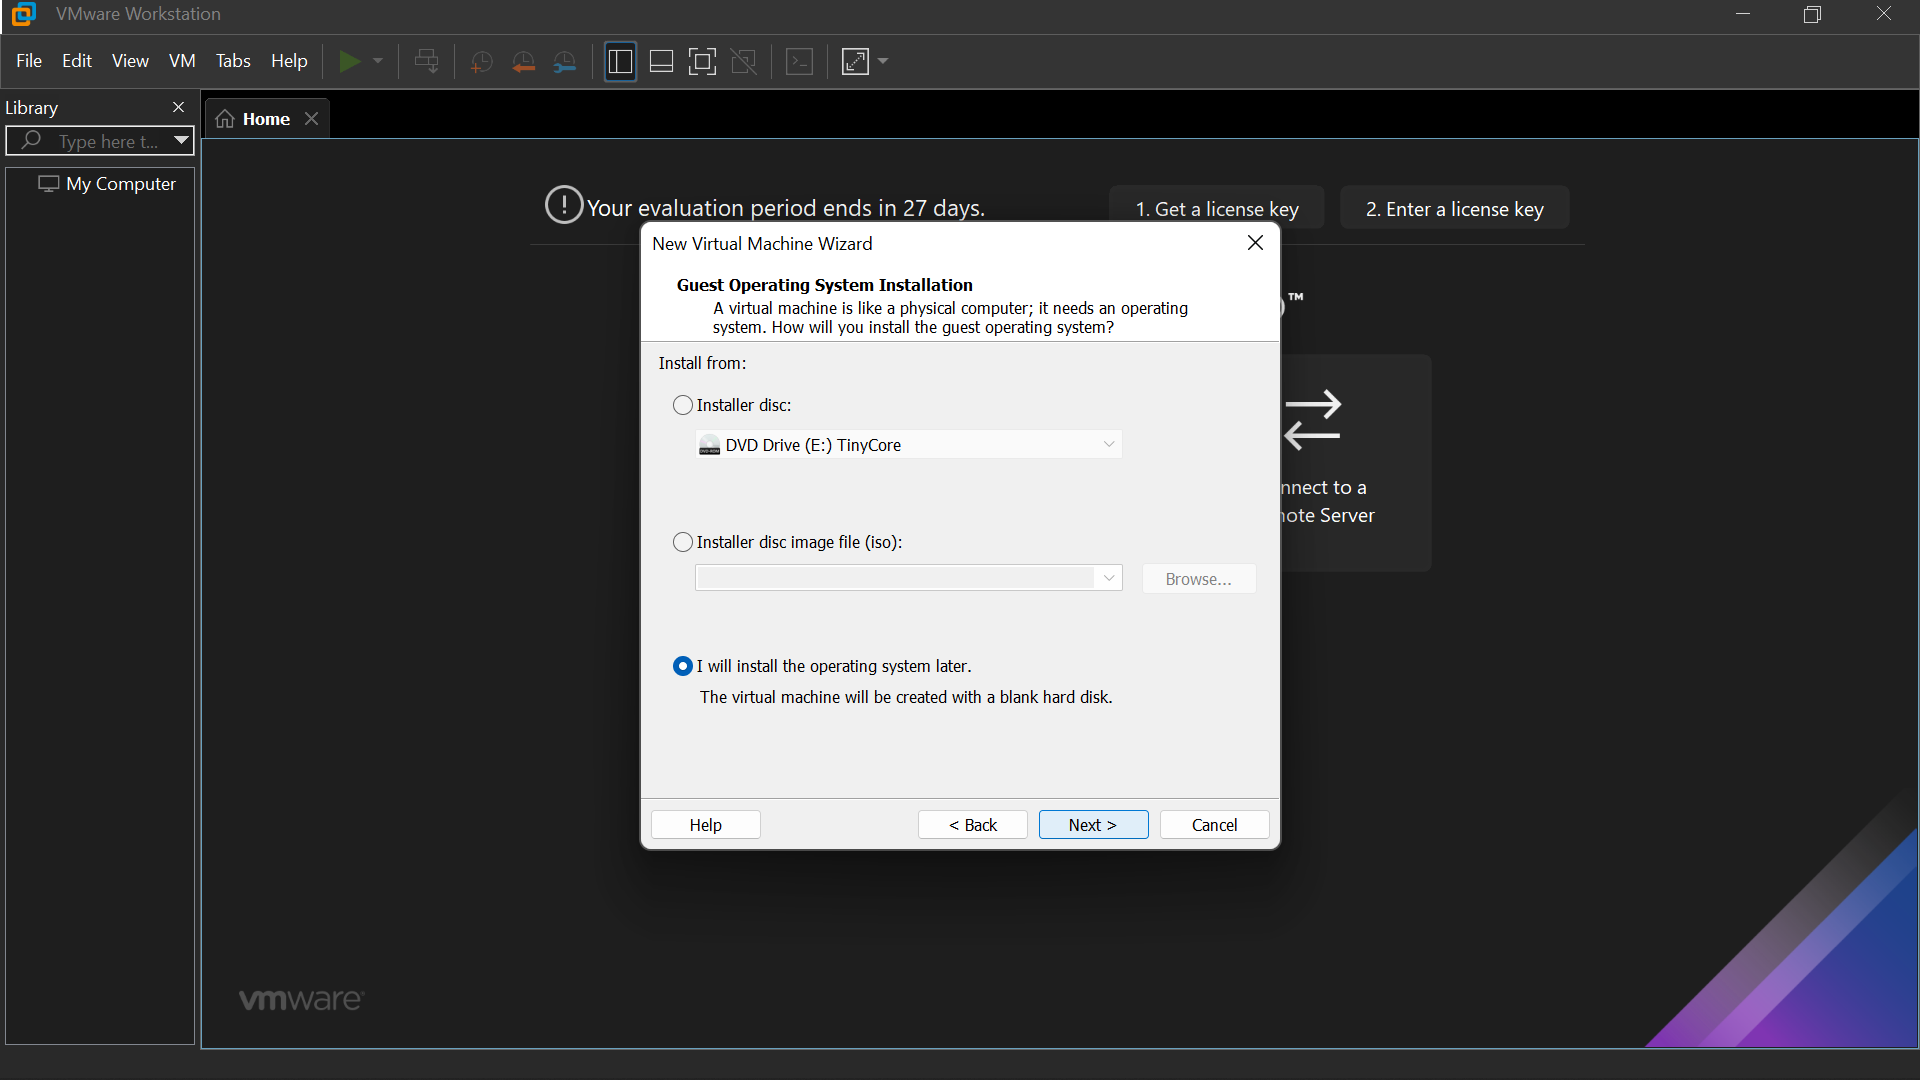 VMware Workstation
File Edit View VM Tabs Help
Library
Home
Type here t...
My Computer
Your evaluation period ends in 27 days.
1. Get a license key
2. Enter a license key
New Virtual Machine Wizard
Guest Operating System Installation
A virtual machine is like a physical computer; it needs an operating
system. How will you install the guest operating system?
™
Install from:
Installer disc:
DVD Drive (E:) TinyCore
nnect to a
ote Server
Installer disc image file (iso):
Browse...
I will install the operating system later.
The virtual machine will be created with a blank hard disk.
Help
< Back
Next >
Cancel
vmware